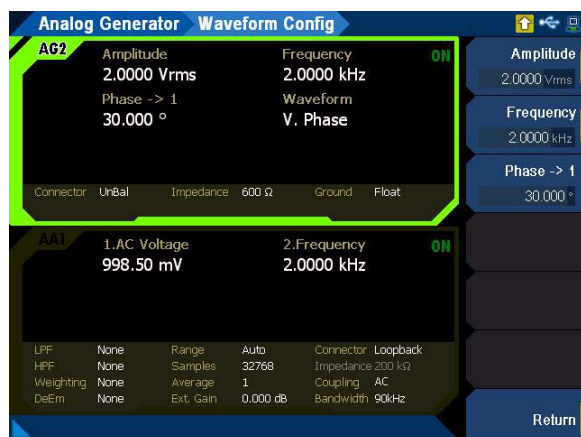 Analog Generator Waveform Config
AG2
Amplitude Frequency ON
2.0000 Vrms 2.0000 kHz
Phase -> 1 Waveform
30.000 ° V. Phase
Connector UnBal Impedance 600 Ω Ground Float
AA1
1.AC Voltage 2.Frequency ON
998.50 mV 2.0000 kHz
LPF None Range Auto Connector Loopback
HPF None Samples 32768 Impedance 200 kΩ
Weighting None Average 1 Coupling AC
DeEm None Ext. Gain 0.000 dB Bandwidth 90kHz
Amplitude
2.0000 Vrms
Frequency
2.0000 kHz
Phase -> 1
30.000 °
Return